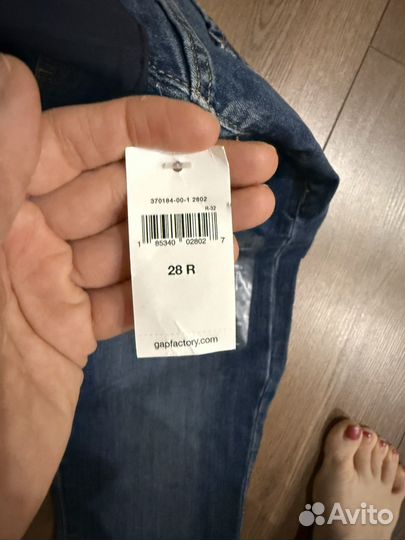 370184-00-1 2802
R-32
1 85340 02802 7
28 R
gapfactory.com
Avito